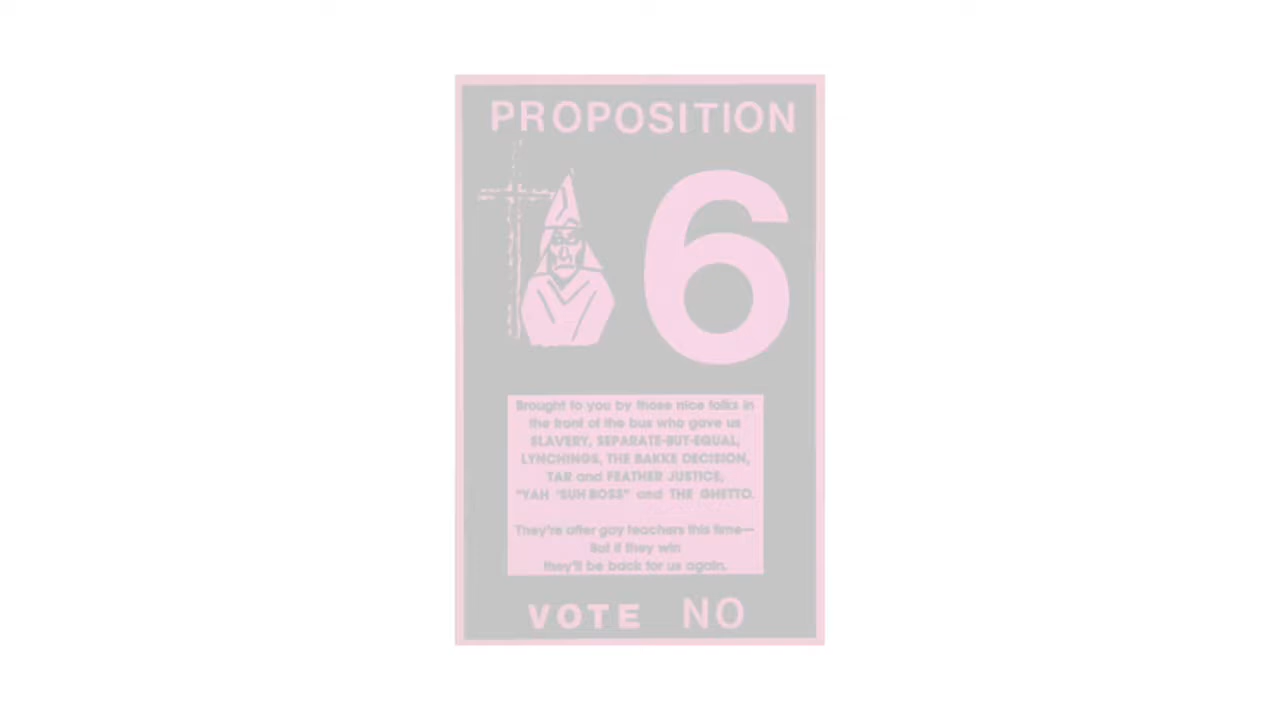 PROPOSITION
6
Brought to you by those nice folks in
the front of the bus who gave us
SLAVERY, SEPARATE-BUT-EQUAL,
LYNCHINGS, THE BAKKE DECISION,
TAR and FEATHER JUSTICE,
"YAH 'SUH BOSS" and THE GHETTO.
They're after gay teachers this time—
But if they win
they'll be back for us again.
VOTE NO